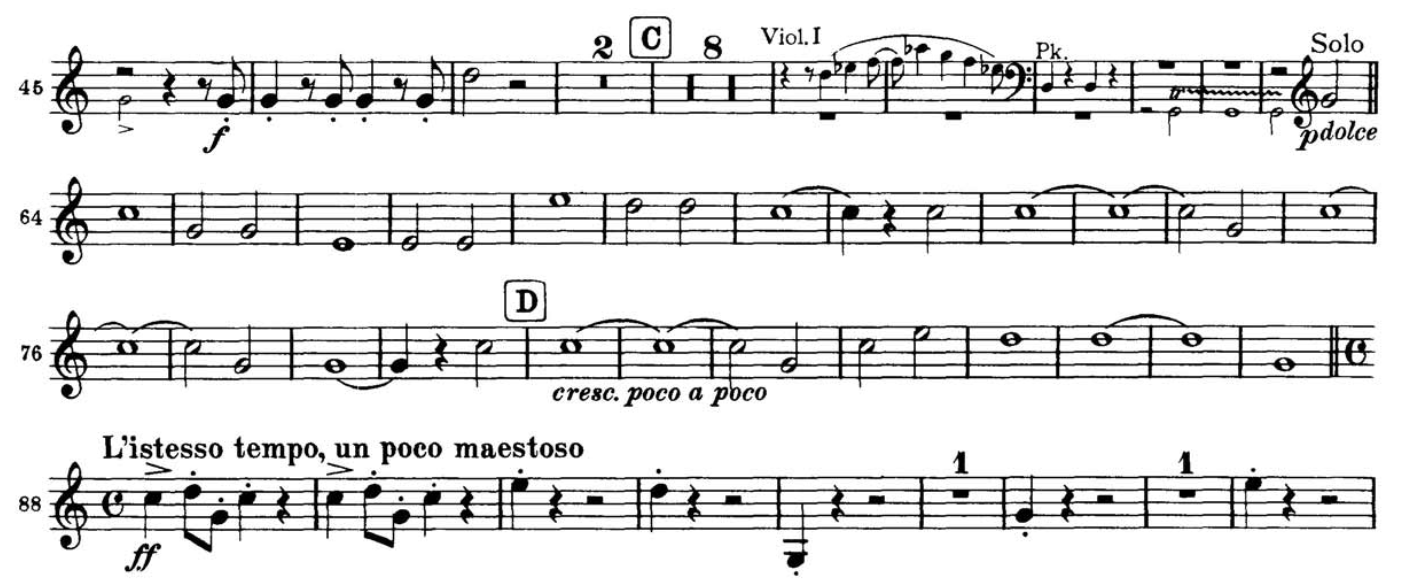 2 C 8 Viol. I Pk. Solo
45
f p dolce
64
D
76
cresc. poco a poco
L'istesso tempo, un poco maestoso
1 1
88
ff